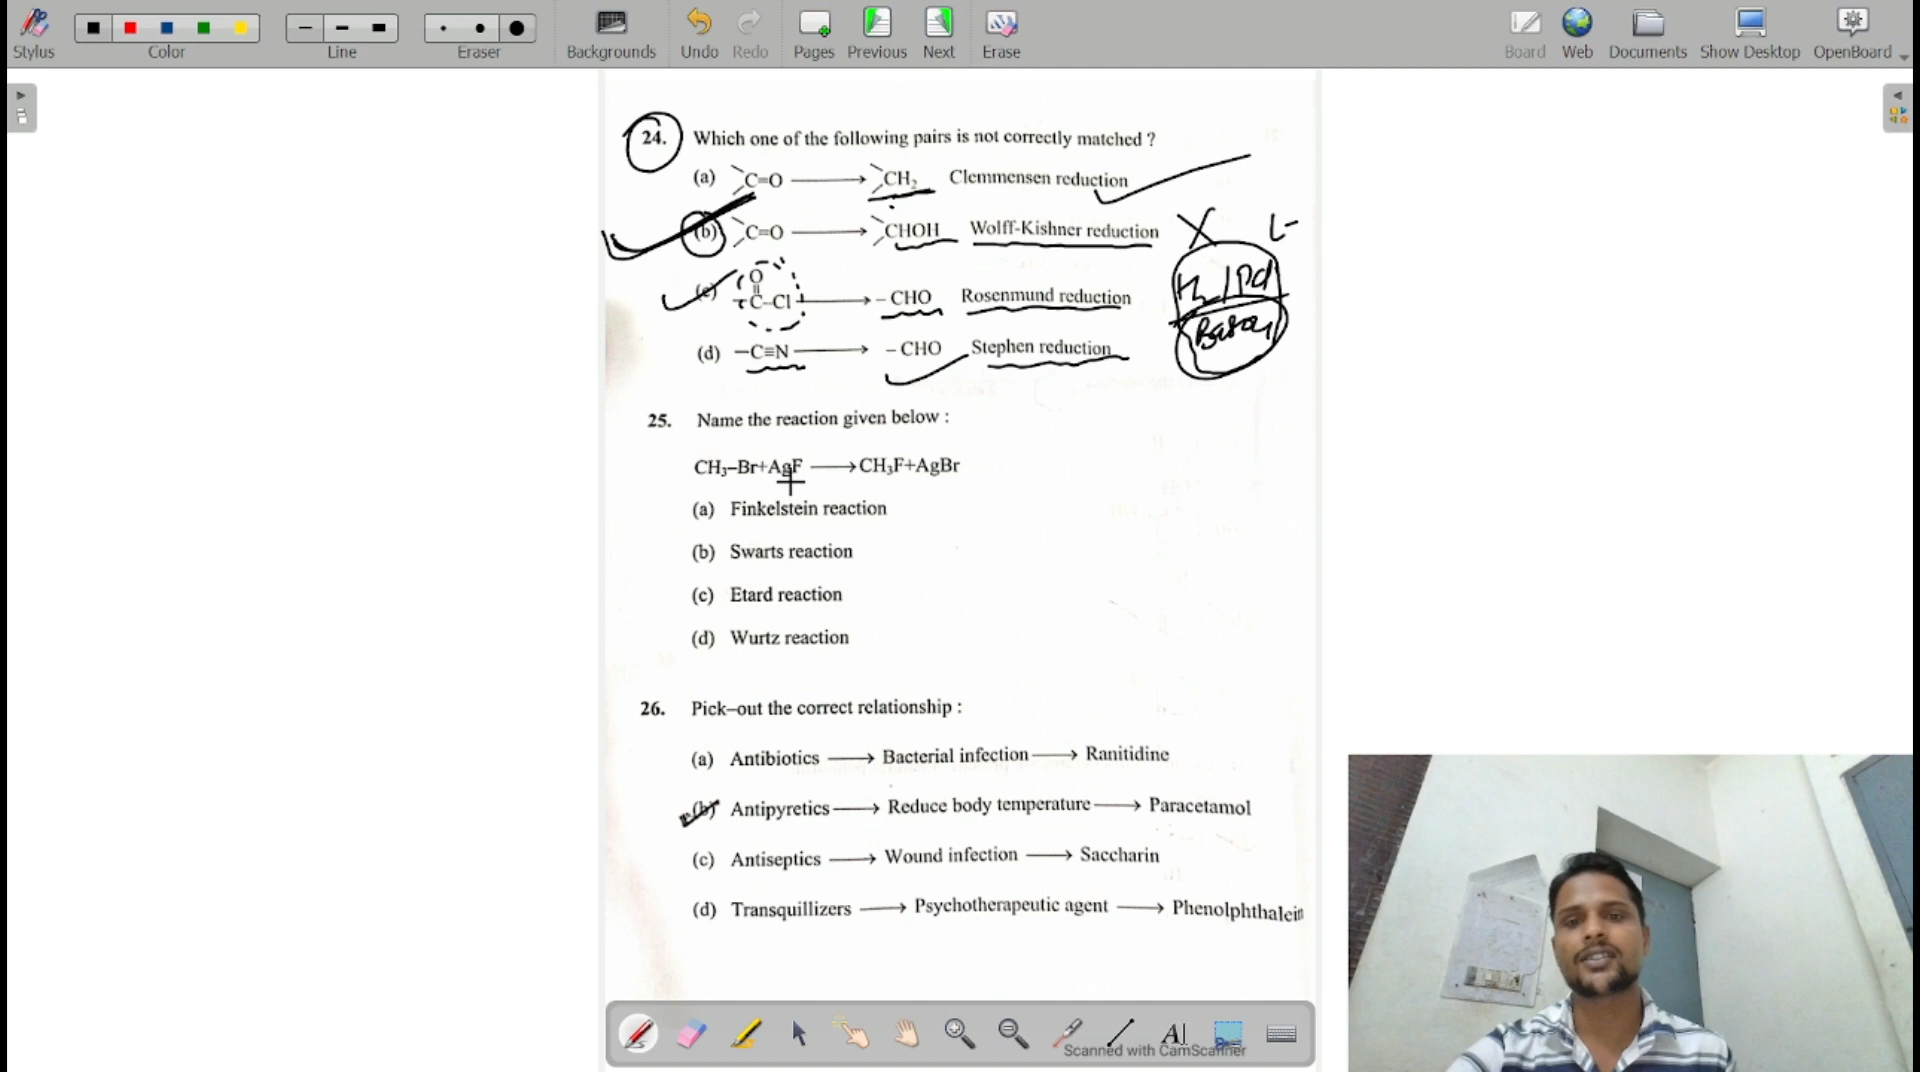 Stylus
Color
Line
Eraser
Backgrounds
Undo
Redo
Pages
Previous
Next
Erase
Board
Web
Documents
Show Desktop
OpenBoard
24. Which one of the following pairs is not correctly matched ?
(a) C=O ⟶ CH₂ Clemmensen reduction
(b) C=O ⟶ CHOH Wolff-Kishner reduction X
(c) O
C–Cl ⟶ – CHO Rosenmund reduction H₂/Pd
(d) –C≡N ⟶ – CHO Stephen reduction
25. Name the reaction given below :
CH₃–Br+AgF ⟶ CH₃F+AgBr
(a) Finkelstein reaction
(b) Swarts reaction
(c) Etard reaction
(d) Wurtz reaction
26. Pick–out the correct relationship :
(a) Antibiotics ⟶ Bacterial infection ⟶ Ranitidine
(b) Antipyretics ⟶ Reduce body temperature ⟶ Paracetamol
(c) Antiseptics ⟶ Wound infection ⟶ Saccharin
(d) Transquillizers ⟶ Psychotherapeutic agent ⟶ Phenolphthalein
Scanned with CamScanner